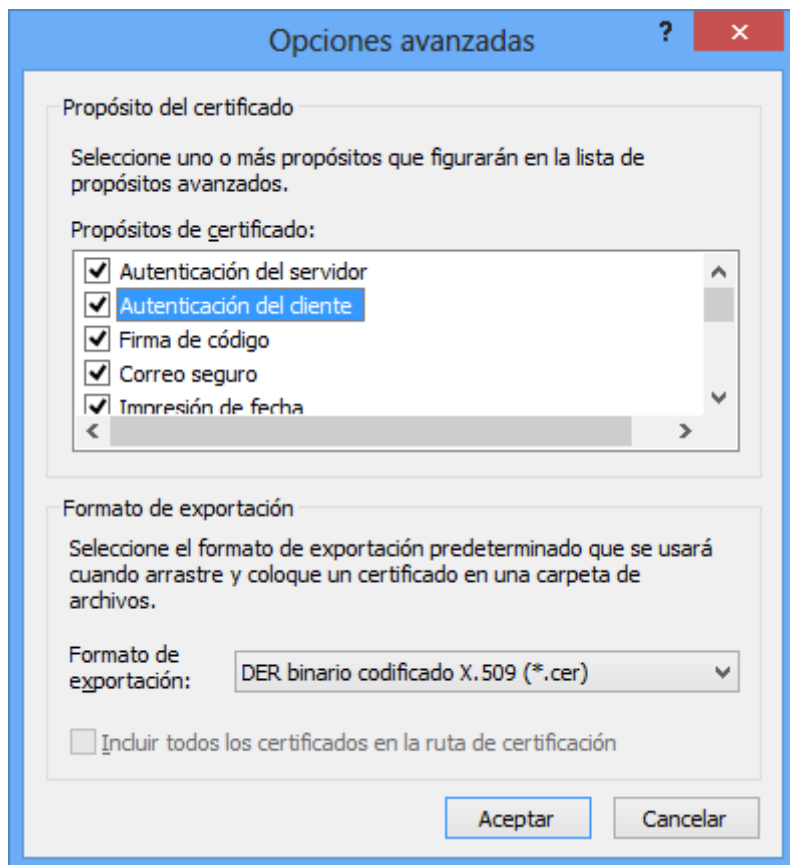 Opciones avanzadas
?
×
Propósito del certificado
Seleccione uno o más propósitos que figurarán en la lista de
propósitos avanzados.
Propósitos de certificado:
Autenticación del servidor
Autenticación del cliente
Firma de código
Correo seguro
Impresión de fecha
Formato de exportación
Seleccione el formato de exportación predeterminado que se usará
cuando arrastre y coloque un certificado en una carpeta de
archivos.
Formato de
exportación:
DER binario codificado X.509 (*.cer)
Incluir todos los certificados en la ruta de certificación
Aceptar
Cancelar